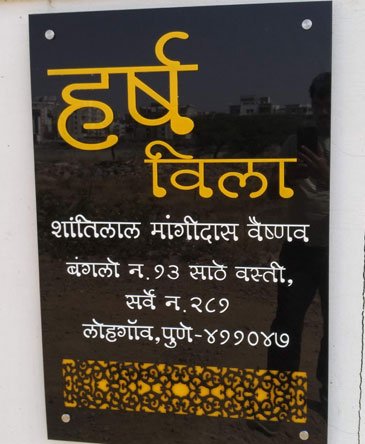 हर्ष
विला
शांतिलाल मांगीदास वैष्णव
बंगलो न.१३ साठे वस्ती,
सर्वे न.२८१
लोहगाँव,पुणे-४११०४७